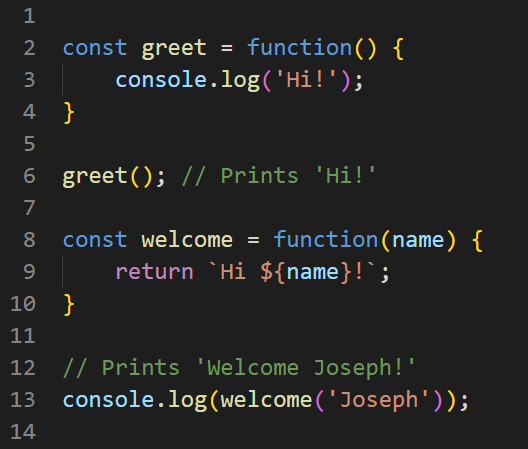 1
2 const greet = function() {
3     console.log('Hi!');
4 }
5
6 greet(); // Prints 'Hi!'
7
8 const welcome = function(name) {
9     return `Hi ${name}!`;
10 }
11
12 // Prints 'Welcome Joseph!'
13 console.log(welcome('Joseph'));
14